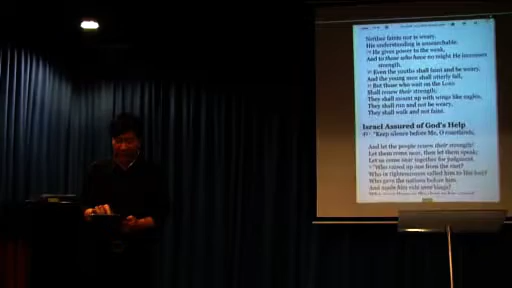 Neither faints nor is weary.
His understanding is unsearchable.
He gives power to the weak,
And to those who have no might He increases
strength.
Even the youths shall faint and be weary,
And the young men shall utterly fall,
But those who wait on the LORD
Shall renew their strength;
They shall mount up with wings like eagles,
They shall run and not be weary,
They shall walk and not faint.
Israel Assured of God's Help
"Keep silence before Me, O coastlands,
And let the people renew their strength!
Let them come near, then let them speak;
Let us come near together for judgment.
"Who raised up one from the east?
Who in righteousness called him to His feet?
Who gave the nations before him,
And made him rule over kings?